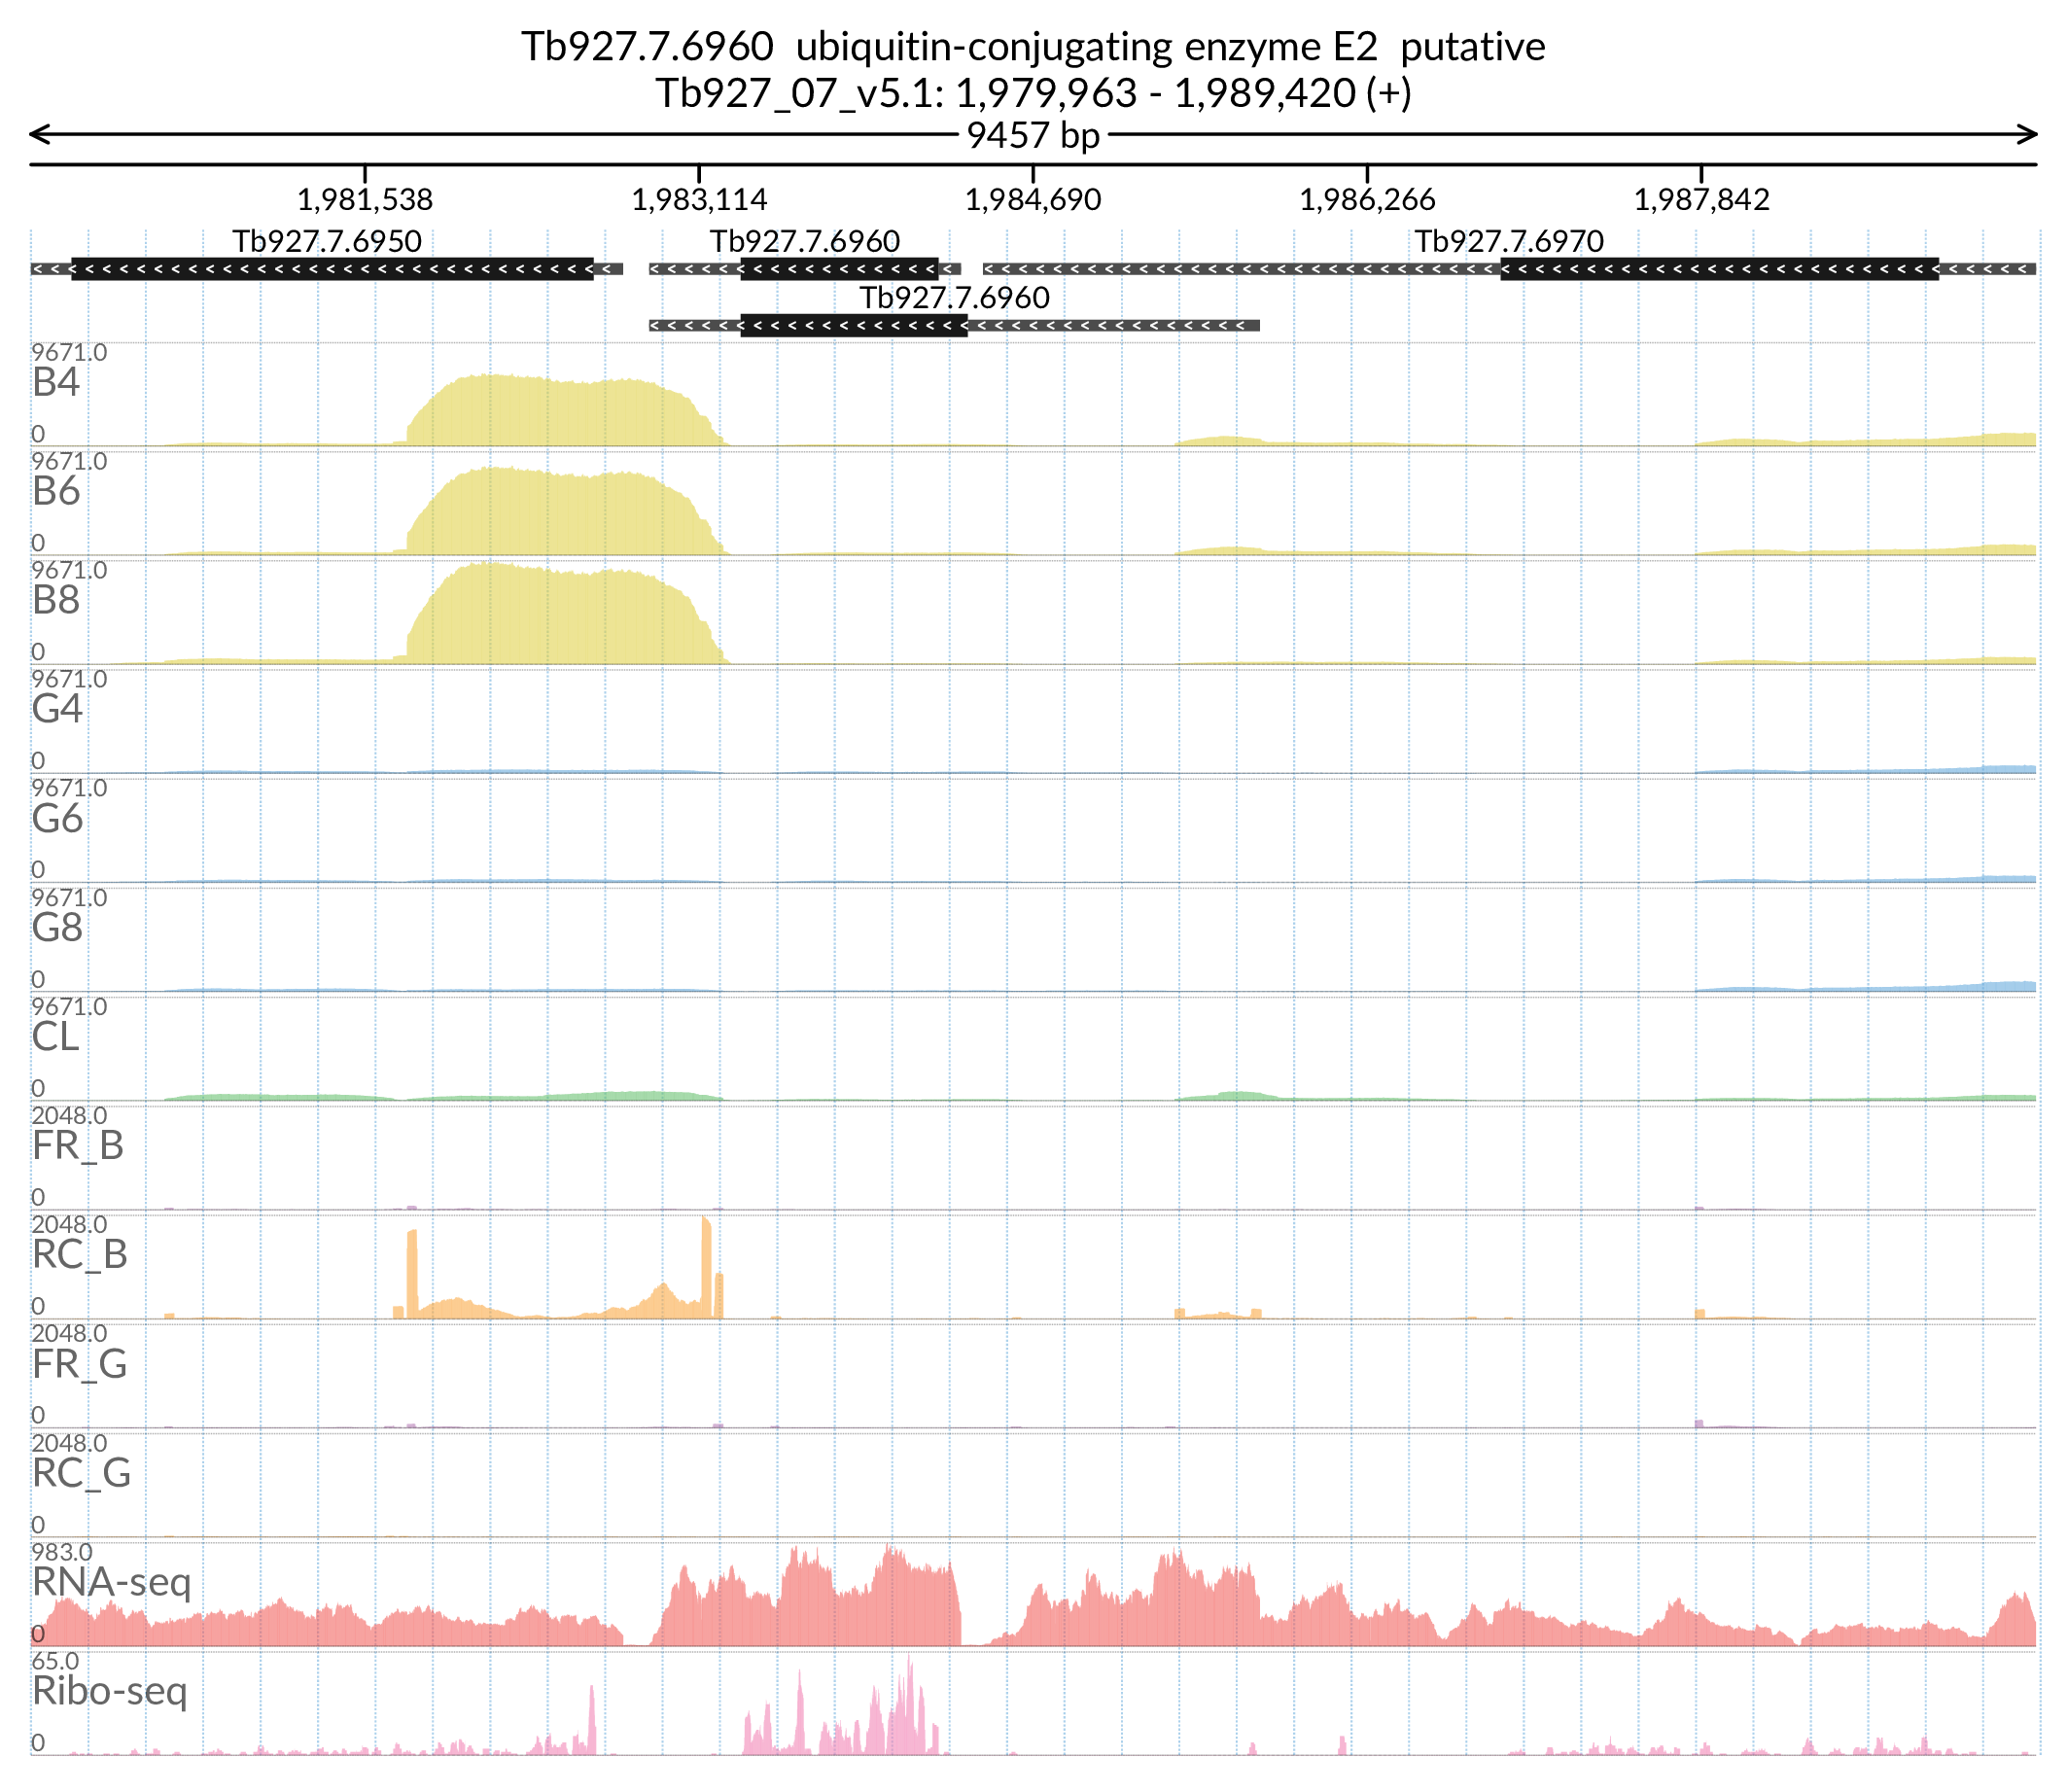 Tb927.7.6960 ubiquitin-conjugating enzyme E2 putative
Tb927_07_v5.1: 1,979,963 - 1,989,420 (+)
9457 bp
1,981,538 1,983,114 1,984,690 1,986,266 1,987,842
Tb927.7.6950 Tb927.7.6960 Tb927.7.6970
Tb927.7.6960
9671.0
B4
0
9671.0
B6
0
9671.0
B8
0
9671.0
G4
0
9671.0
G6
0
9671.0
G8
0
9671.0
CL
0
2048.0
FR_B
0
2048.0
RC_B
0
2048.0
FR_G
0
2048.0
RC_G
0
983.0
RNA-seq
0
65.0
Ribo-seq
0